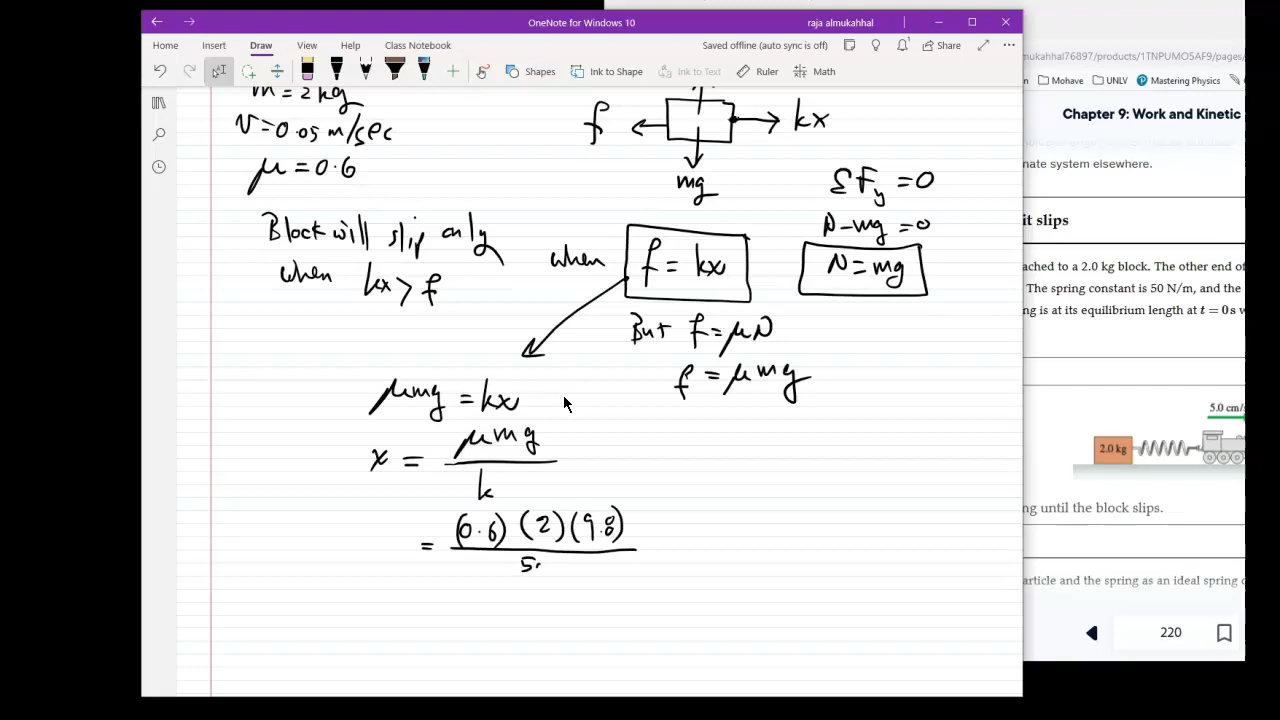 OneNote for Windows 10
raja almukahhal
Home Insert Draw View Help Class Notebook
Saved offline (auto sync is off)
Share
Shapes
Ink to Shape
Ink to Text
Ruler
Math
m = 2 kg
V = 0.05 m/sec
μ = 0.6
f
kx
mg
ΣFy = 0
N-mg = 0
N = mg
Block will slip only
when kx > f
when
f = kx
But f = μN
f = μmg
μmg = kx
x = μmg / k
= (0.6) (2) (9.8) / 5.
mukahhal76897/products/1TNPUMO5AF9/pages/
Mohave UNLV Mastering Physics
Chapter 9: Work and Kinetic
nate system elsewhere.
it slips
ached to a 2.0 kg block. The other end of
The spring constant is 50 N/m, and the
ng is at its equilibrium length at t = 0 s w
5.0 cm/s
2.0 kg
ng until the block slips.
article and the spring as an ideal spring o
220